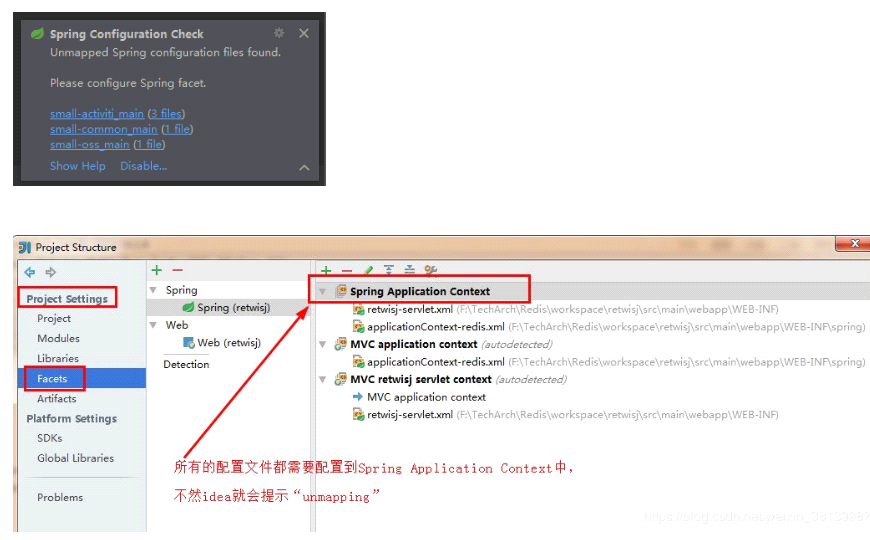 Spring Configuration Check
Unmapped Spring configuration files found.
Please configure Spring facet.
small-activiti_main (3 files)
small-common_main (1 file)
small-oss_main (1 file)
Show Help Disable...
Project Structure
Project Settings
Project
Modules
Libraries
Facets
Artifacts
Platform Settings
SDKs
Global Libraries
Problems
Spring
Spring (retwisj)
Web
Web (retwisj)
Detection
Spring Application Context
retwisj-servlet.xml (F:\TechArch\Redis\workspace\retwisj\src\main\webapp\WEB-INF)
applicationContext-redis.xml (F:\TechArch\Redis\workspace\retwisj\src\main\webapp\WEB-INF\spring)
MVC application context (autodetected)
applicationContext-redis.xml (F:\TechArch\Redis\workspace\retwisj\src\main\webapp\WEB-INF\spring)
MVC retwisj servlet context (autodetected)
MVC application context
retwisj-servlet.xml (F:\TechArch\Redis\workspace\retwisj\src\main\webapp\WEB-INF)
所有的配置文件都需要配置到Spring Application Context中，
不然idea就会提示“unmapping”